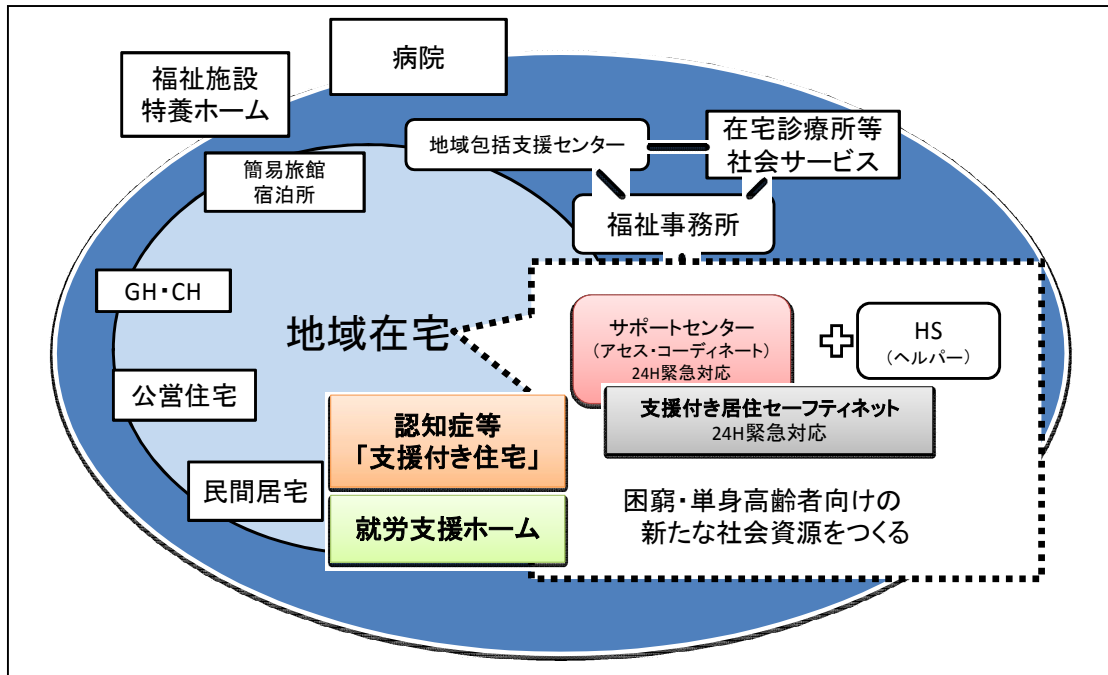 病院
福祉施設
特養ホーム
地域包括支援センター
在宅診療所等
社会サービス
簡易旅館
宿泊所
福祉事務所
GH・CH
地域在宅
サポートセンター
（アセス・コーディネート）
24H緊急対応
HS
（ヘルパー）
公営住宅
支援付き居住セーフティネット
24H緊急対応
認知症等
「支援付き住宅」
民間居宅
就労支援ホーム
困窮・単身高齢者向けの
新たな社会資源をつくる